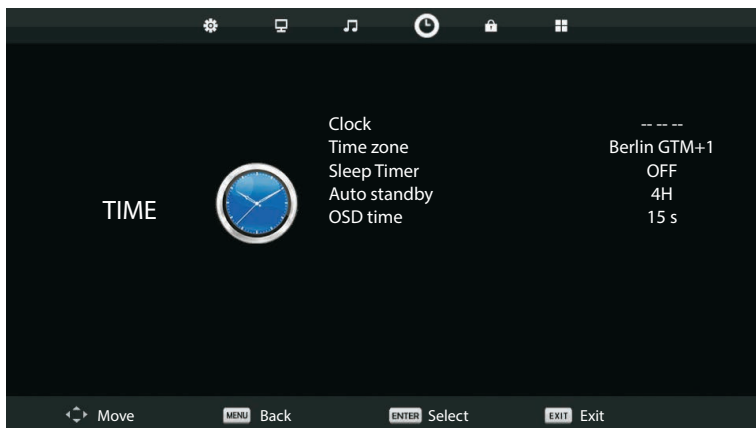 Clock -- -- --
Time zone Berlin GTM+1
Sleep Timer OFF
Auto standby 4H
TIME
OSD time 15 s
Move MENU Back ENTER Select EXIT Exit